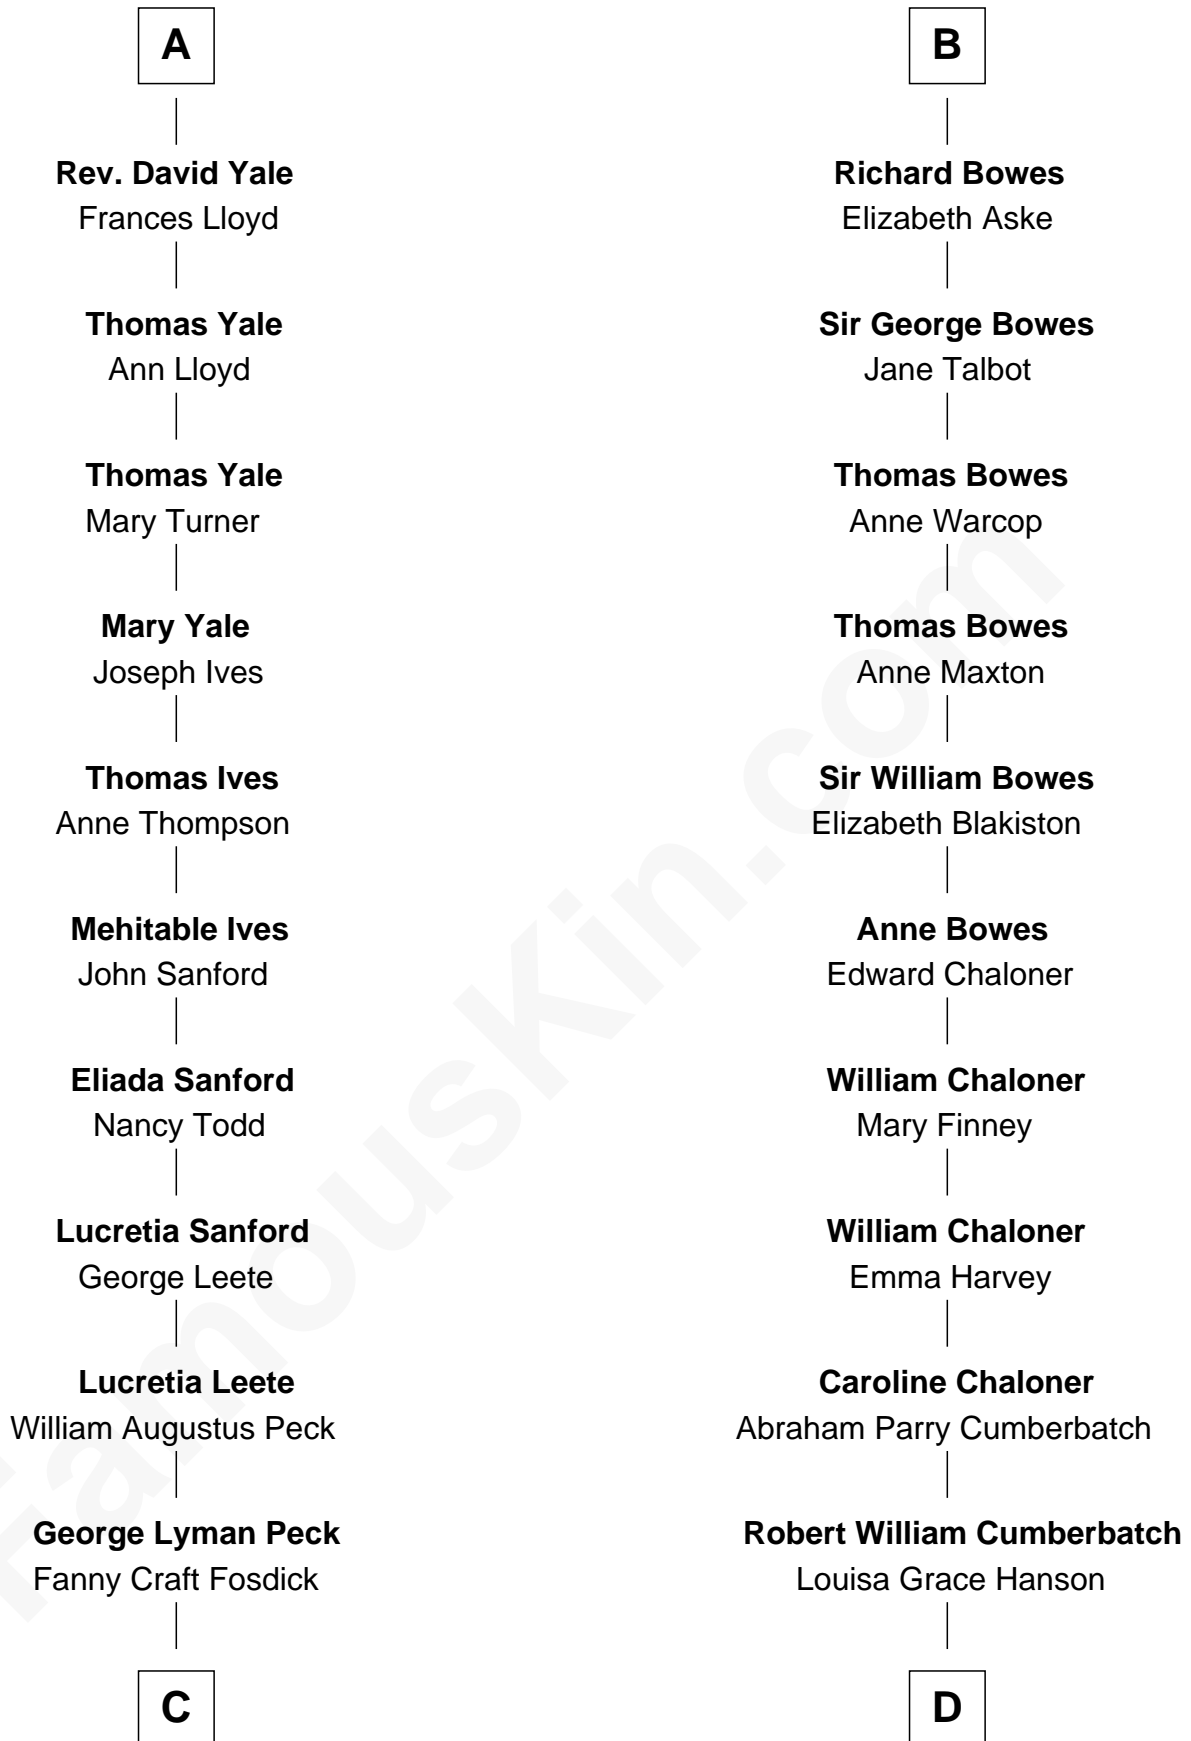 A
Rev. David Yale
Frances Lloyd
Thomas Yale
Ann Lloyd
Thomas Yale
Mary Turner
Mary Yale
Joseph Ives
Thomas Ives
Anne Thompson
Mehitable Ives
John Sanford
Eliada Sanford
Nancy Todd
Lucretia Sanford
George Leete
Lucretia Leete
William Augustus Peck
George Lyman Peck
Fanny Craft Fosdick
C
B
Richard Bowes
Elizabeth Aske
Sir George Bowes
Jane Talbot
Thomas Bowes
Anne Warcop
Thomas Bowes
Anne Maxton
Sir William Bowes
Elizabeth Blakiston
Anne Bowes
Edward Chaloner
William Chaloner
Mary Finney
William Chaloner
Emma Harvey
Caroline Chaloner
Abraham Parry Cumberbatch
Robert William Cumberbatch
Louisa Grace Hanson
D
FamousKin.com